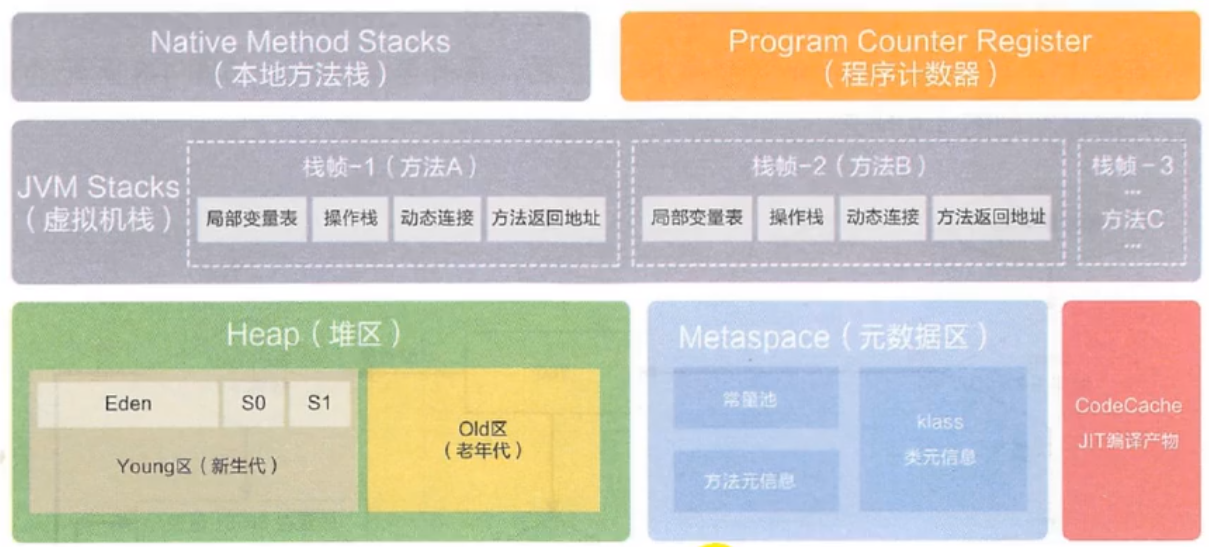 Native Method Stacks
（本地方法栈）
Program Counter Register
（程序计数器）
JVM Stacks
（虚拟机栈）
栈帧-1（方法A）
局部变量表
操作栈
动态连接
方法返回地址
栈帧-2（方法B）
局部变量表
操作栈
动态连接
方法返回地址
栈帧-3
...
方法C
...
Heap（堆区）
Eden
S0
S1
Young区（新生代）
Old区
（老年代）
Metaspace（元数据区）
常量池
方法元信息
klass
类元信息
CodeCache
JIT编译产物